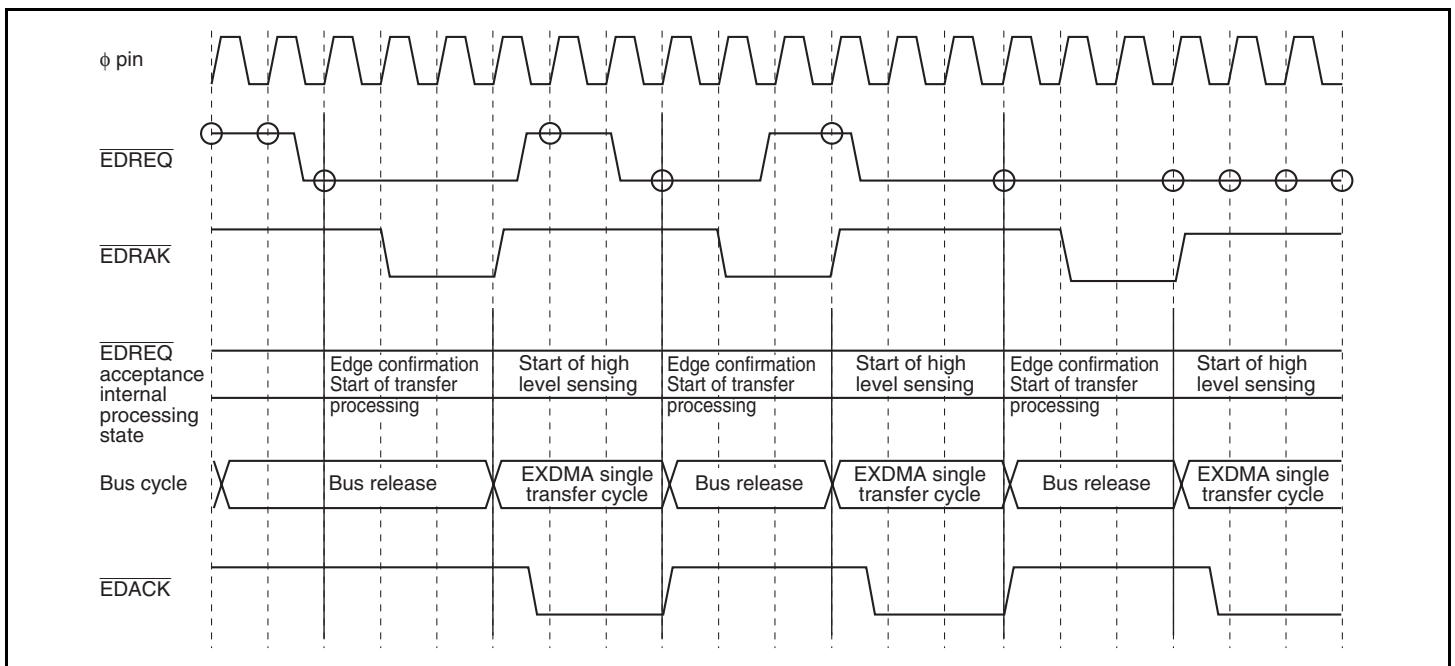 φ pin
EDREQ
EDRAK
EDREQ
acceptance
internal
processing
state
Edge confirmation
Start of transfer
processing
Start of high
level sensing
Edge confirmation
Start of transfer
processing
Start of high
level sensing
Edge confirmation
Start of transfer
processing
Start of high
level sensing
Bus cycle
Bus release
EXDMA single
transfer cycle
Bus release
EXDMA single
transfer cycle
Bus release
EXDMA single
transfer cycle
EDACK